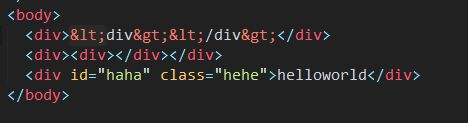 <body>
<div>&lt;div&gt;&lt;/div&gt;</div>
<div><div></div></div>
<div id="haha" class="hehe">helloworld</div>
</body>